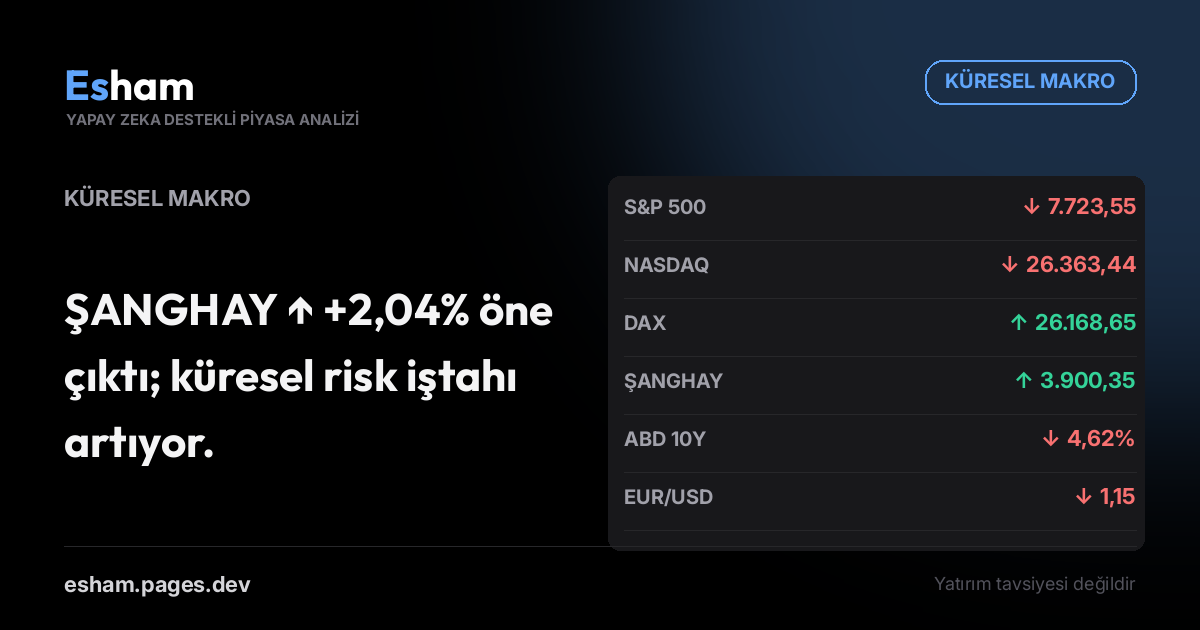 Esham
YAPAY ZEKA DESTEKLİ PİYASA ANALİZİ
KÜRESEL MAKRO
KÜRESEL MAKRO
ŞANGHAY ↑ +2,04% öne
çıktı; küresel risk iştahı
artıyor.
S&P 500 ↓ 7.723,55
NASDAQ ↓ 26.363,44
DAX ↑ 26.168,65
ŞANGHAY ↑ 3.900,35
ABD 10Y ↓ 4,62%
EUR/USD ↓ 1,15
esham.pages.dev
Yatırım tavsiyesi değildir